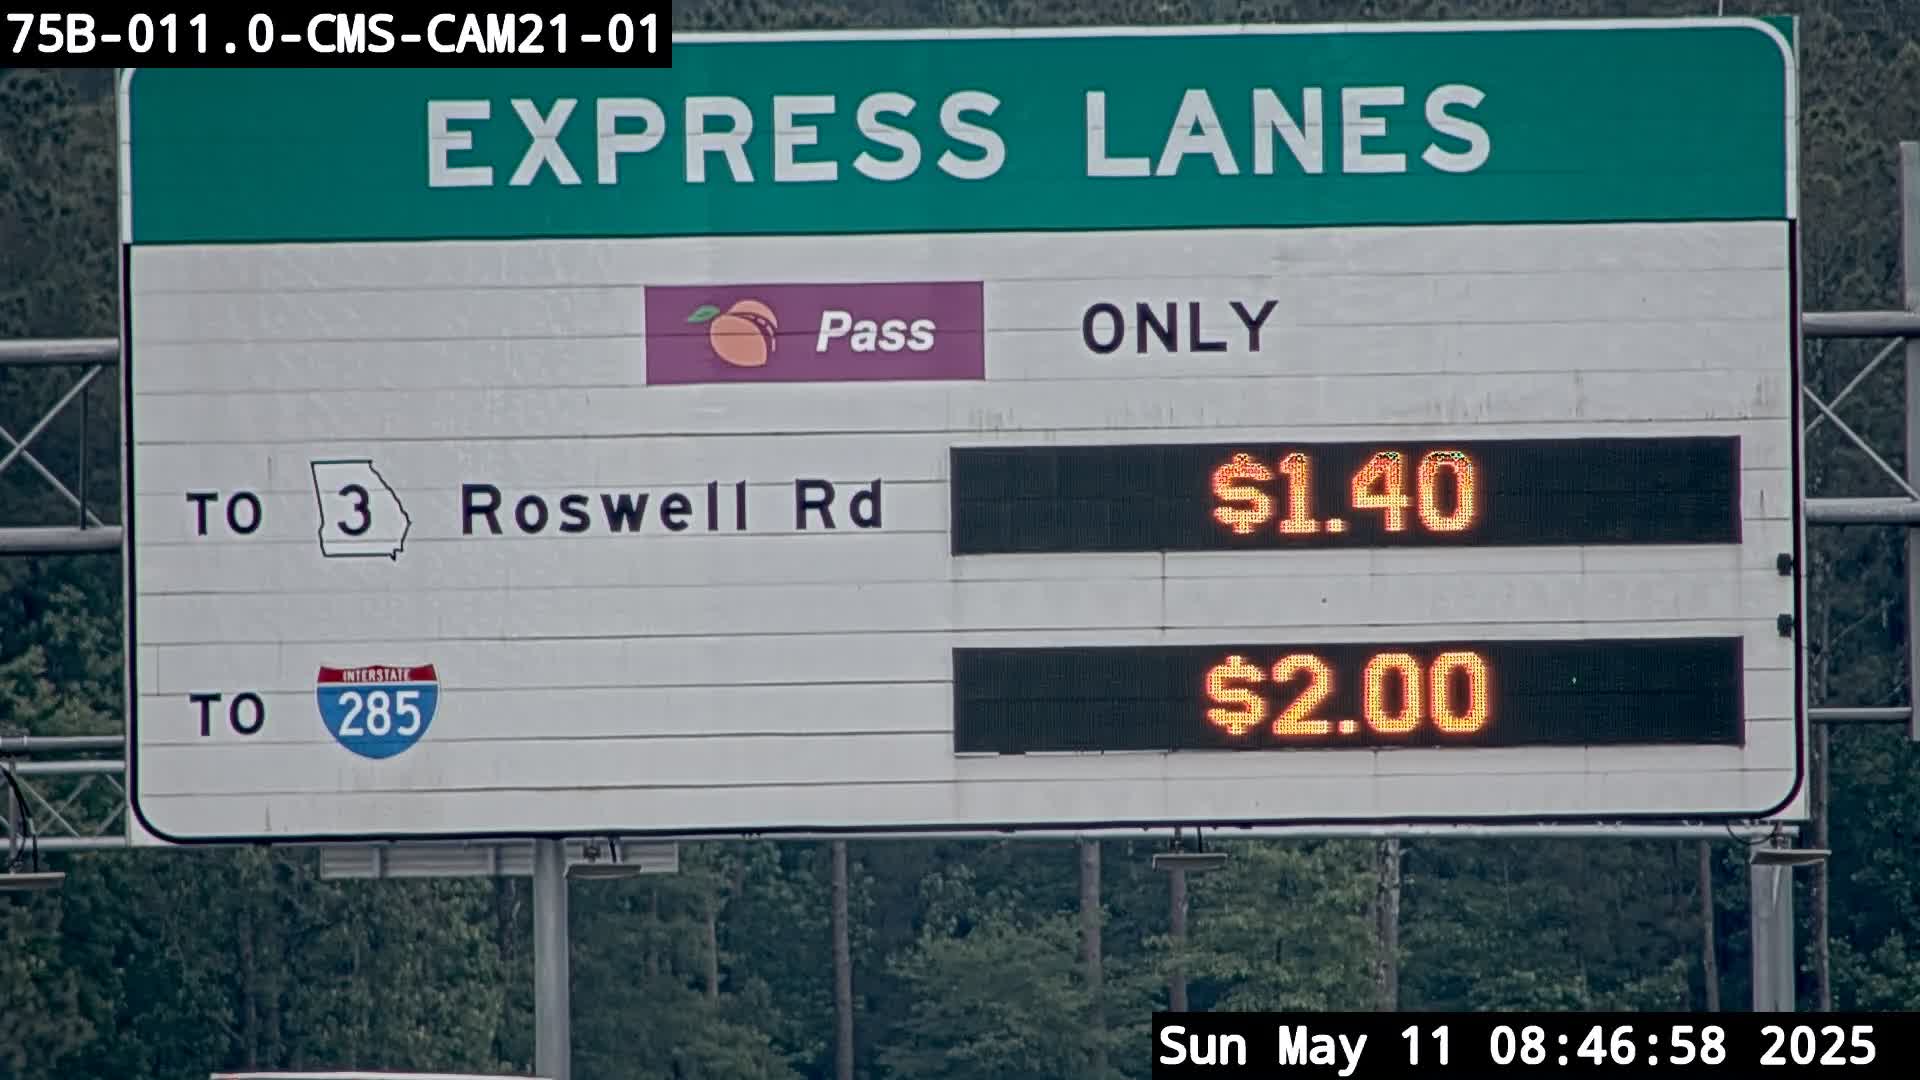 75B-011.0-CMS-CAM21-01
EXPRESS LANES
Pass ONLY
TO 3 Roswell Rd $1.40
TO INTERSTATE 285 $2.00
Sun May 11 08:46:58 2025